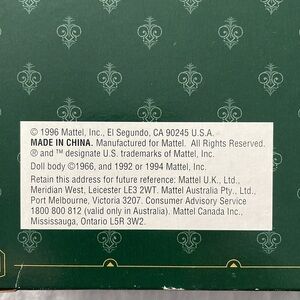 © 1996 Mattel, Inc., El Segundo, CA 90245 U.S.A.
MADE IN CHINA. Manufactured for Mattel. All Rights Reserved.
® and ™ designate U.S. trademarks of Mattel, Inc.
Doll body ©1966, and 1992 or 1994 Mattel, Inc.
Retain this address for future reference: Mattel U.K., Ltd.,
Meridian West, Leicester LE3 2WT. Mattel Australia Pty., Ltd.,
Port Melbourne, Victoria 3207. Consumer Advisory Service
1800 800 812 (valid only in Australia). Mattel Canada Inc.,
Mississauga, Ontario L5R 3W2.